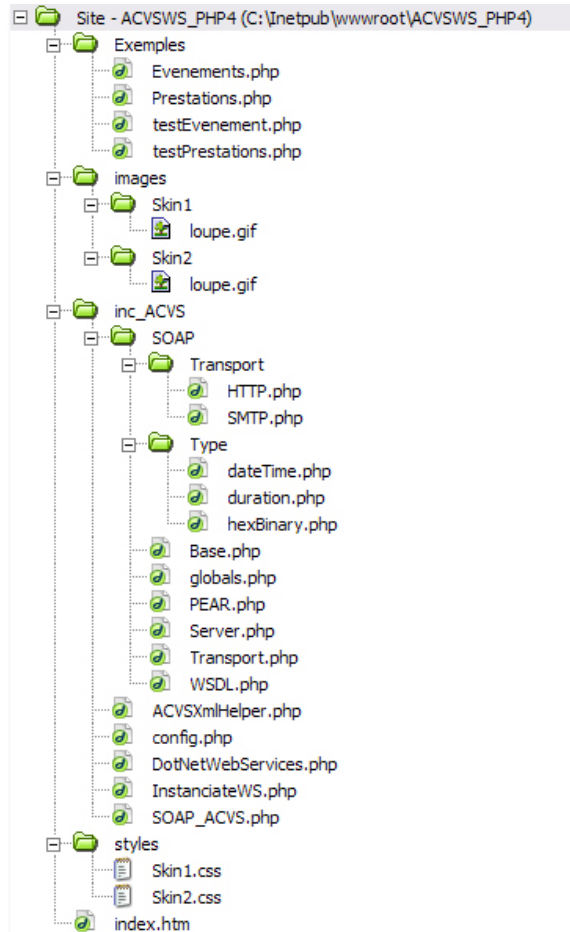 Site - ACVSWS_PHP4 (C:\Inetpub\wwwroot\ACVSWS_PHP4)
Exemples
Evenements.php
Prestations.php
testEvenement.php
testPrestations.php
images
Skin1
loupe.gif
Skin2
loupe.gif
inc_ACVS
SOAP
Transport
HTTP.php
SMTP.php
Type
dateTime.php
duration.php
hexBinary.php
Base.php
globals.php
PEAR.php
Server.php
Transport.php
WSDL.php
ACVSXmlHelper.php
config.php
DotNetWebServices.php
InstanciateWS.php
SOAP_ACVS.php
styles
Skin1.css
Skin2.css
index.htm